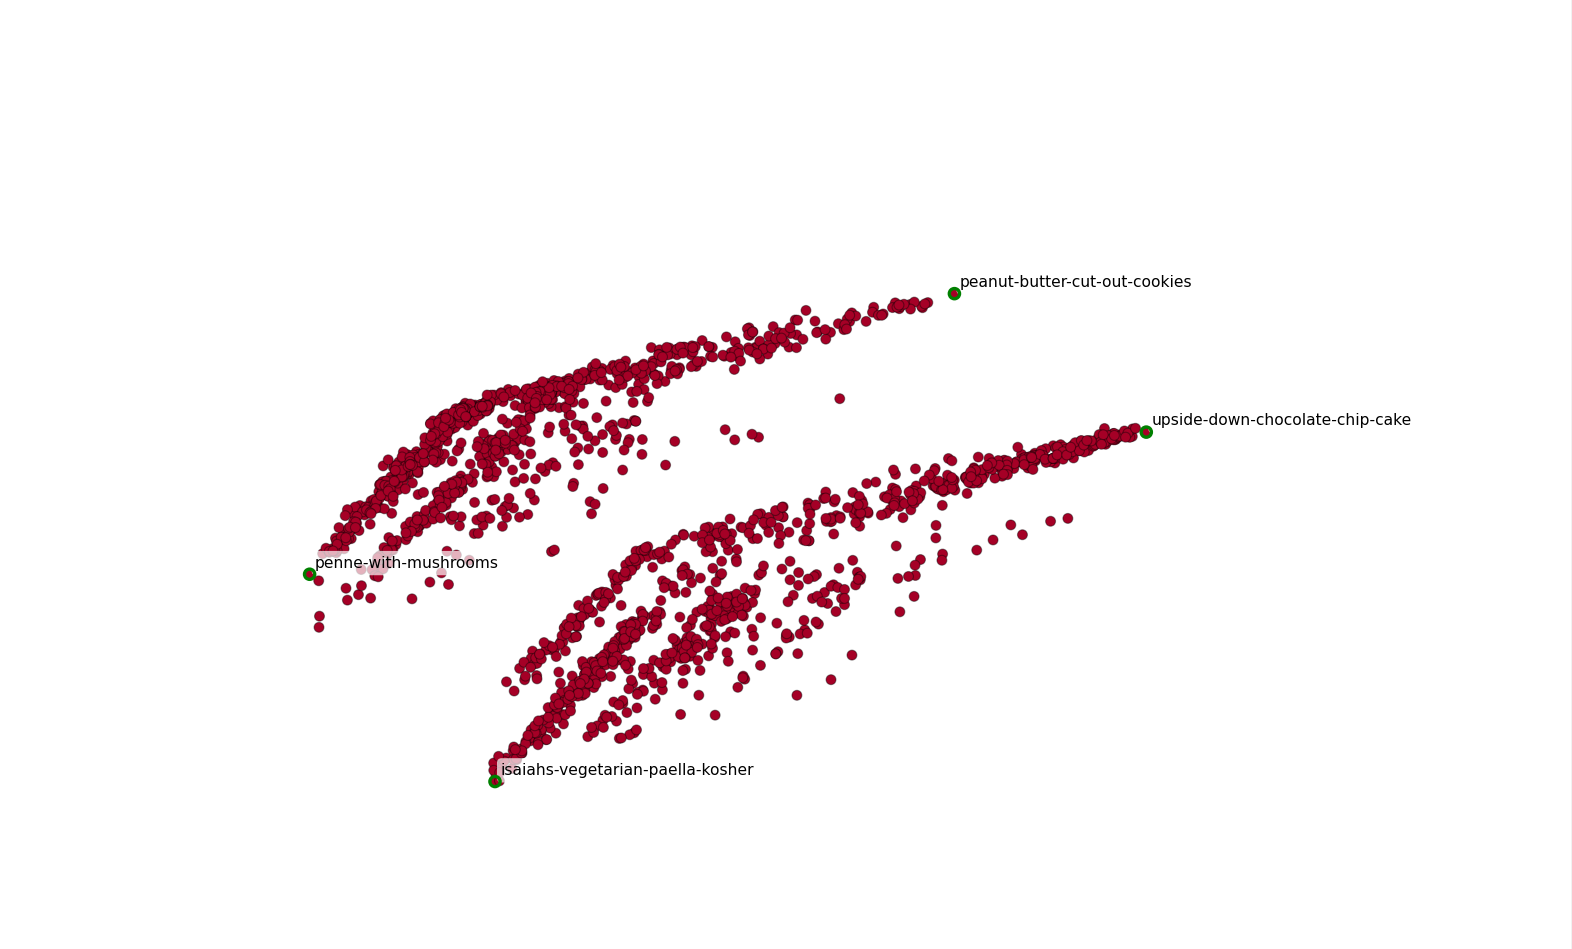 peanut-butter-cut-out-cookies
upside-down-chocolate-chip-cake
penne-with-mushrooms
isaiahs-vegetarian-paella-kosher